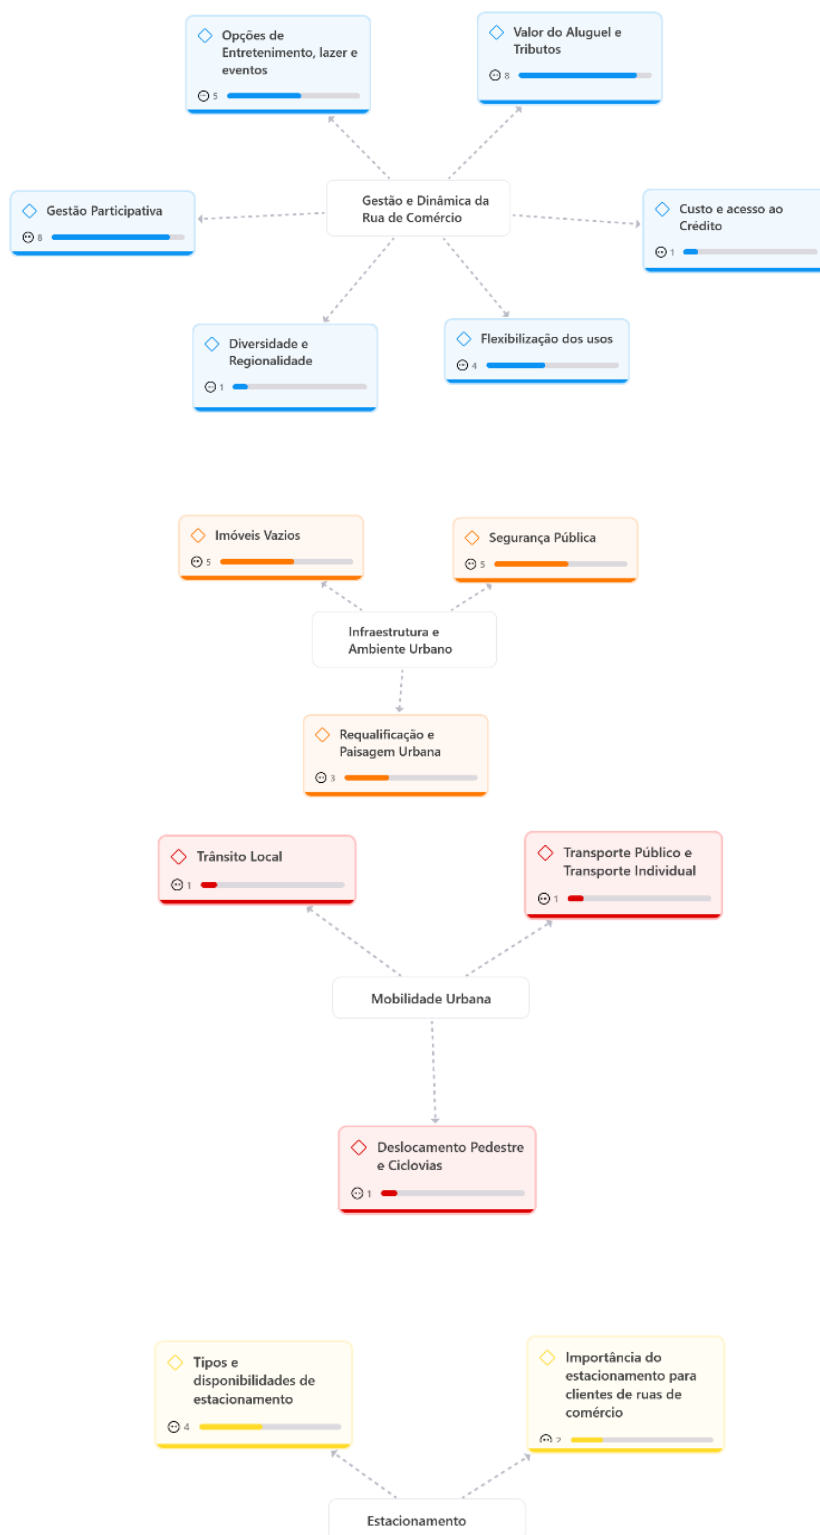 Opções de
Entretenimento, lazer e
eventos
5
Valor do Aluguel e
Tributos
8
Gestão Participativa
8
Gestão e Dinâmica da
Rua de Comércio
Custo e acesso ao
Crédito
1
Diversidade e
Regionalidade
1
Flexibilização dos usos
4
Imóveis Vazios
5
Segurança Pública
5
Infraestrutura e
Ambiente Urbano
Requalificação e
Paisagem Urbana
3
Trânsito Local
1
Transporte Público e
Transporte Individual
1
Mobilidade Urbana
Deslocamento Pedestre
e Ciclovias
1
Tipos e
disponibilidades de
estacionamento
4
Importância do
estacionamento para
clientes de ruas de
comércio
2
Estacionamento